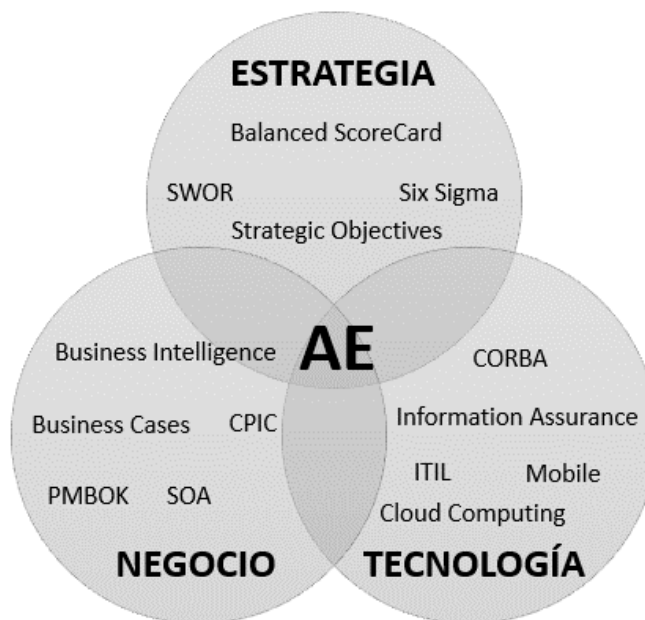 ESTRATEGIA
Balanced ScoreCard
SWOR
Six Sigma
Strategic Objectives
AE
Business Intelligence
CORBA
Business Cases
CPIC
Information Assurance
ITIL
Mobile
PMBOK
SOA
Cloud Computing
NEGOCIO
TECNOLOGÍA